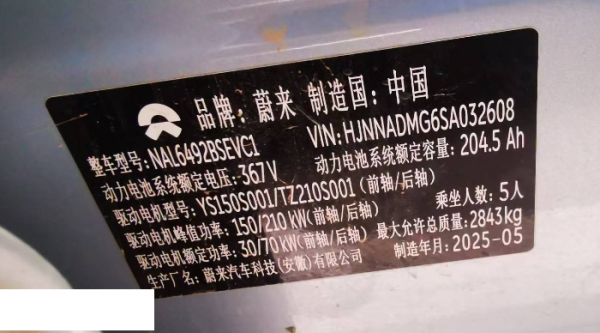 品牌:蔚来 制造国:中国
整车型号:NAL6492BSEVC1 VIN:HJNNADMG6SA032608
动力电池系统额定电压:367V 动力电池系统额定容量:204.5 Ah
驱动电机型号:YS150S001/TZ210S001(前轴/后轴)
驱动电机峰值功率:150/210 kW(前轴/后轴) 乘坐人数:5人
驱动电机额定功率:30/70 kW(前轴/后轴) 最大允许总质量:2843kg
生产厂名:蔚来汽车科技(安徽)有限公司 制造年月:2025-05